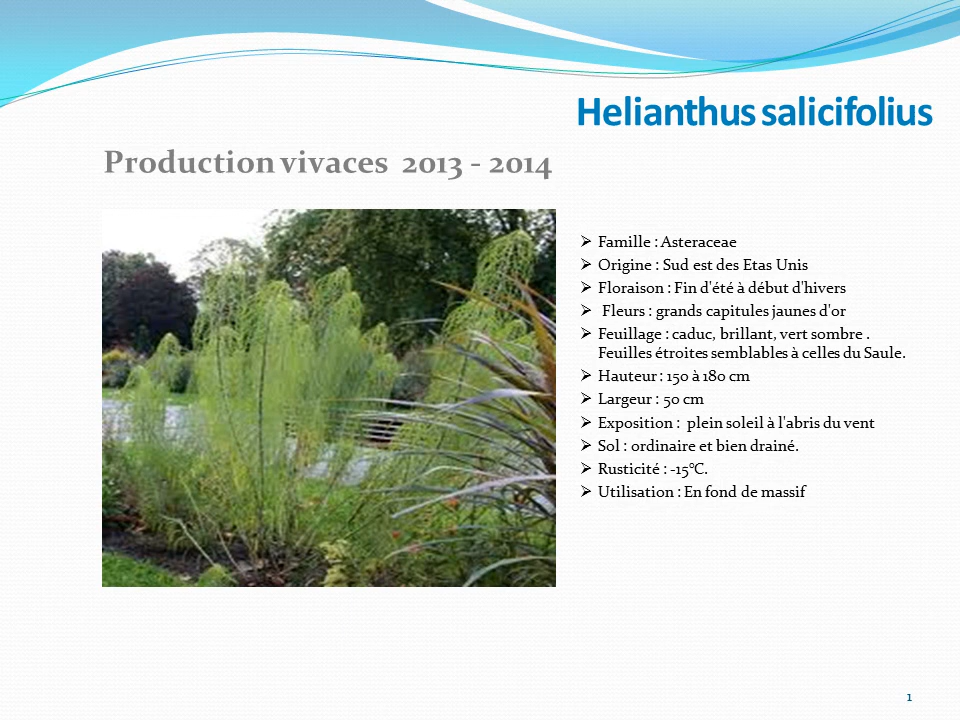 Helianthus salicifolius
Production vivaces 2013 - 2014
➢ Famille : Asteraceae
➢ Origine : Sud est des Etas Unis
➢ Floraison : Fin d'été à début d'hivers
➢ Fleurs : grands capitules jaunes d'or
➢ Feuillage : caduc, brillant, vert sombre .
Feuilles étroites semblables à celles du Saule.
➢ Hauteur : 150 à 180 cm
➢ Largeur : 50 cm
➢ Exposition : plein soleil à l'abris du vent
➢ Sol : ordinaire et bien drainé.
➢ Rusticité : -15°C.
➢ Utilisation : En fond de massif
1